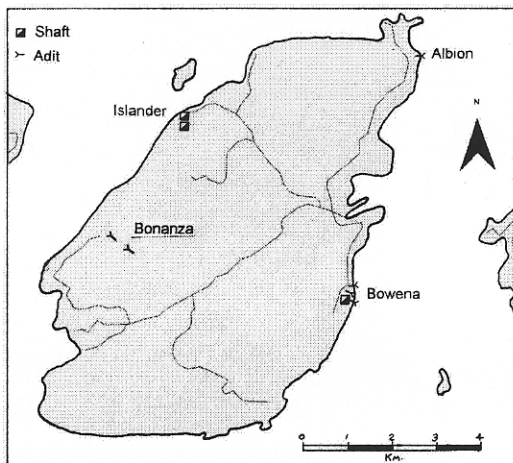 Shaft
Adit
Albion
N
Islander
Bonanza
Bowena
0 1 2 3 4
Km.